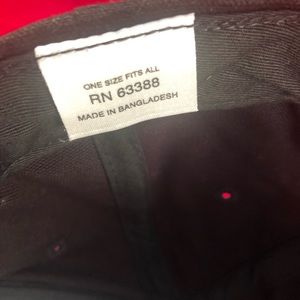 ONE SIZE FITS ALL
RN 63388
MADE IN BANGLADESH